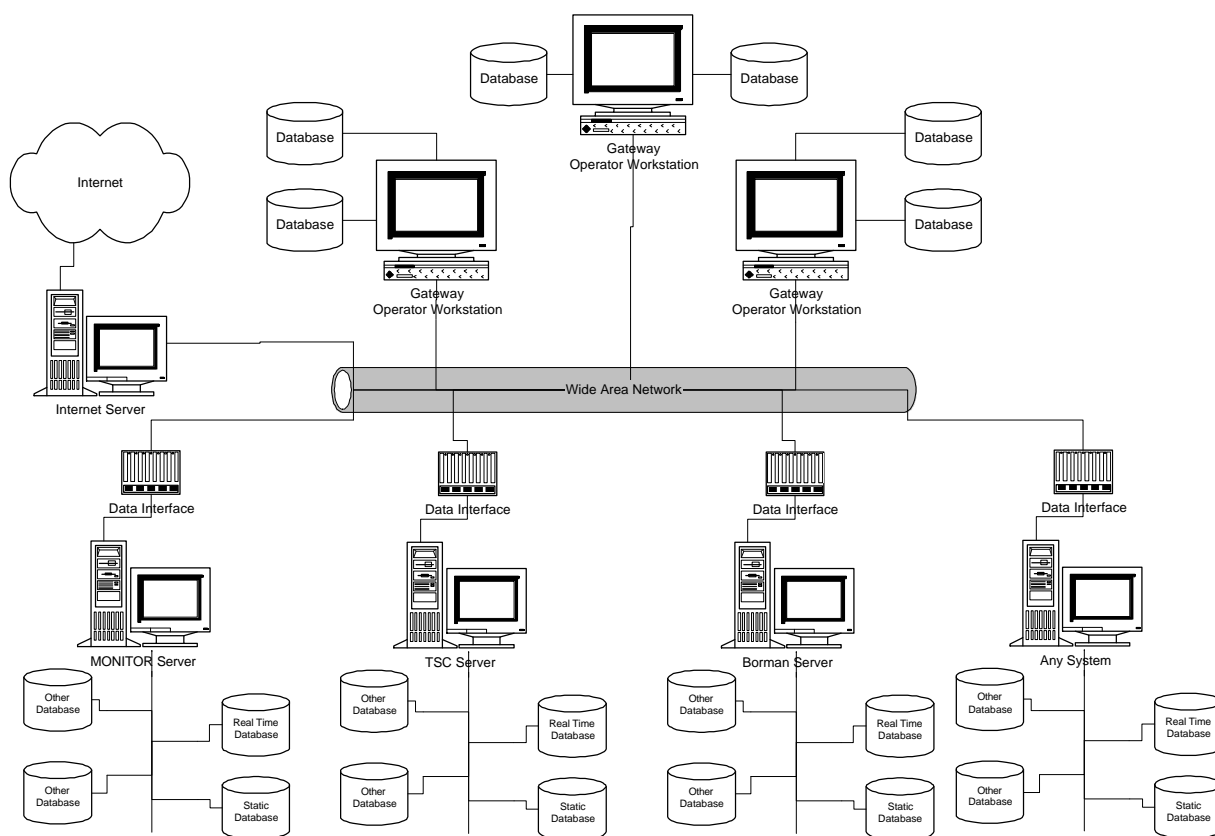 Database
Database
Gateway
Operator Workstation
Database
Database
Gateway
Operator Workstation
Database
Database
Gateway
Operator Workstation
Internet
Internet Server
Wide Area Network
Data Interface
Data Interface
Data Interface
Data Interface
MONITOR Server
TSC Server
Borman Server
Any System
Other
Database
Real Time
Database
Other
Database
Static
Database
Other
Database
Real Time
Database
Other
Database
Static
Database
Other
Database
Real Time
Database
Other
Database
Static
Database
Other
Database
Real Time
Database
Other
Database
Static
Database